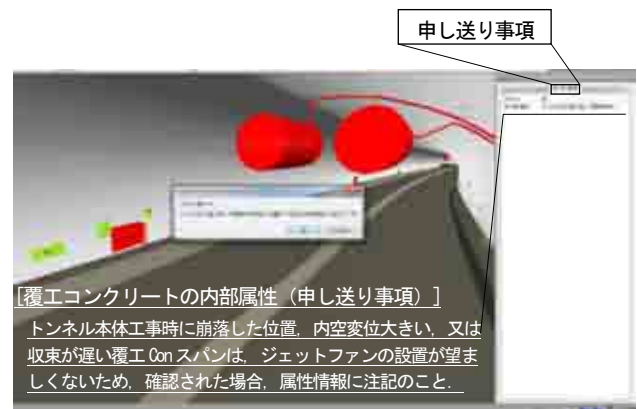 申し送り事項
[覆工コンクリートの内部属性（申し送り事項）]
トンネル本体工事時に崩落した位置，内空変位大きい，又は
収束が遅い覆工Conスパンは，ジェットファンの設置が望ま
しくないため，確認された場合，属性情報に注記のこと．